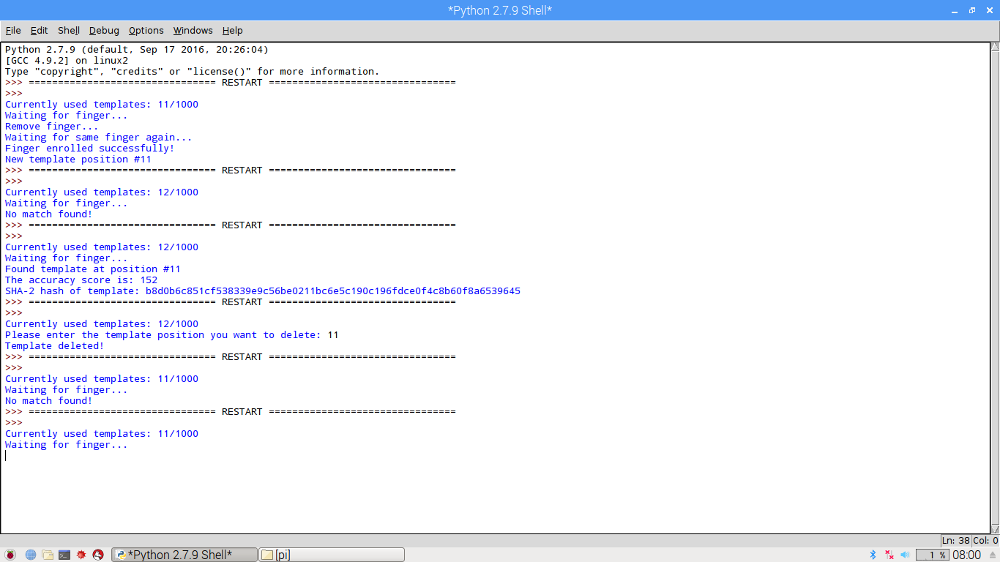 *Python 2.7.9 Shell*
File Edit Shell Debug Options Windows Help
Python 2.7.9 (default, Sep 17 2016, 20:26:04)
[GCC 4.9.2] on linux2
Type "copyright", "credits" or "license()" for more information.
>>> ================================ RESTART ================================
>>>
Currently used templates: 11/1000
Waiting for finger...
Remove finger...
Waiting for same finger again...
Finger enrolled successfully!
New template position #11
>>> ================================ RESTART ================================
>>>
Currently used templates: 12/1000
Waiting for finger...
No match found!
>>> ================================ RESTART ================================
>>>
Currently used templates: 12/1000
Waiting for finger...
Found template at position #11
The accuracy score is: 152
SHA-2 hash of template: b8d0b6c851cf538339e9c56be0211bc6e5c190c196fdce0f4c8b60f8a6539645
>>> ================================ RESTART ================================
>>>
Currently used templates: 12/1000
Please enter the template position you want to delete: 11
Template deleted!
>>> ================================ RESTART ================================
>>>
Currently used templates: 11/1000
Waiting for finger...
No match found!
>>> ================================ RESTART ================================
>>>
Currently used templates: 11/1000
Waiting for finger...
Ln: 38 Col: 0
*Python 2.7.9 Shell* [pi] 1 % 08:00